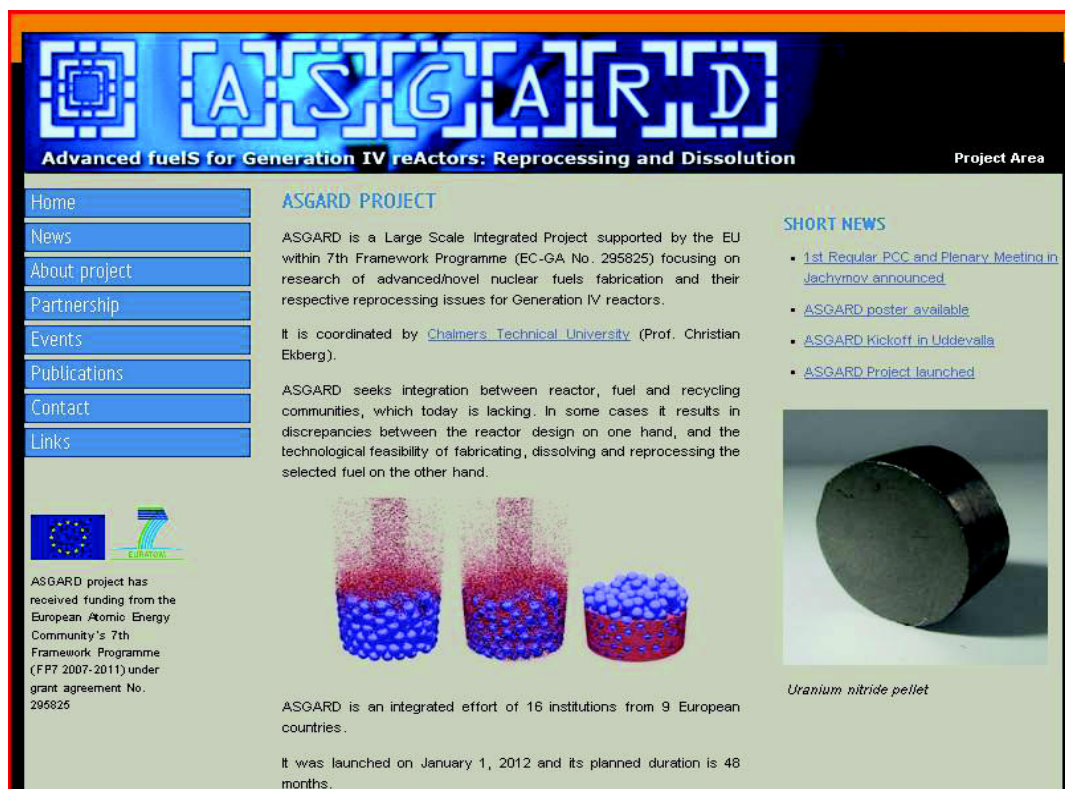 ASGARD
Advanced fuelS for Generation IV reActors: Reprocessing and Dissolution
Project Area
Home
News
About project
Partnership
Events
Publications
Contact
Links
EURATOM
ASGARD project has
received funding from the
European Atomic Energy
Community's 7th
Framework Programme
(FP7 2007-2011) under
grant agreement No.
295825
ASGARD PROJECT
ASGARD is a Large Scale Integrated Project supported by the EU
within 7th Framework Programme (EC-GA No. 295825) focusing on
research of advanced/novel nuclear fuels fabrication and their
respective reprocessing issues for Generation IV reactors.
It is coordinated by Chalmers Technical University (Prof. Christian
Ekberg).
ASGARD seeks integration between reactor, fuel and recycling
communities, which today is lacking. In some cases it results in
discrepancies between the reactor design on one hand, and the
technological feasibility of fabricating, dissolving and reprocessing the
selected fuel on the other hand.
ASGARD is an integrated effort of 16 institutions from 9 European
countries.
It was launched on January 1, 2012 and its planned duration is 48
months.
SHORT NEWS
1st Regular PCC and Plenary Meeting in
Jachymov announced
ASGARD poster available
ASGARD Kickoff in Uddevalla
ASGARD Project launched
Uranium nitride pellet